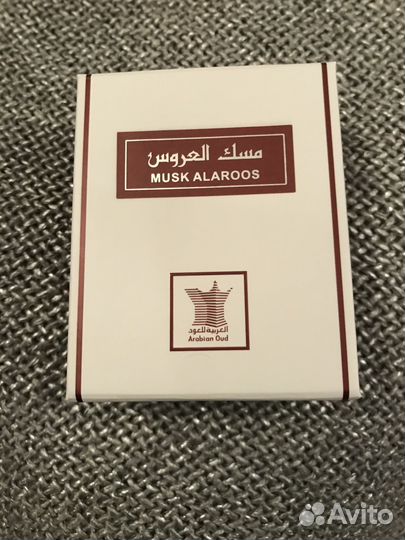 مسك العروس
MUSK ALAROOS
العربية للعود
Arabian Oud
Avito